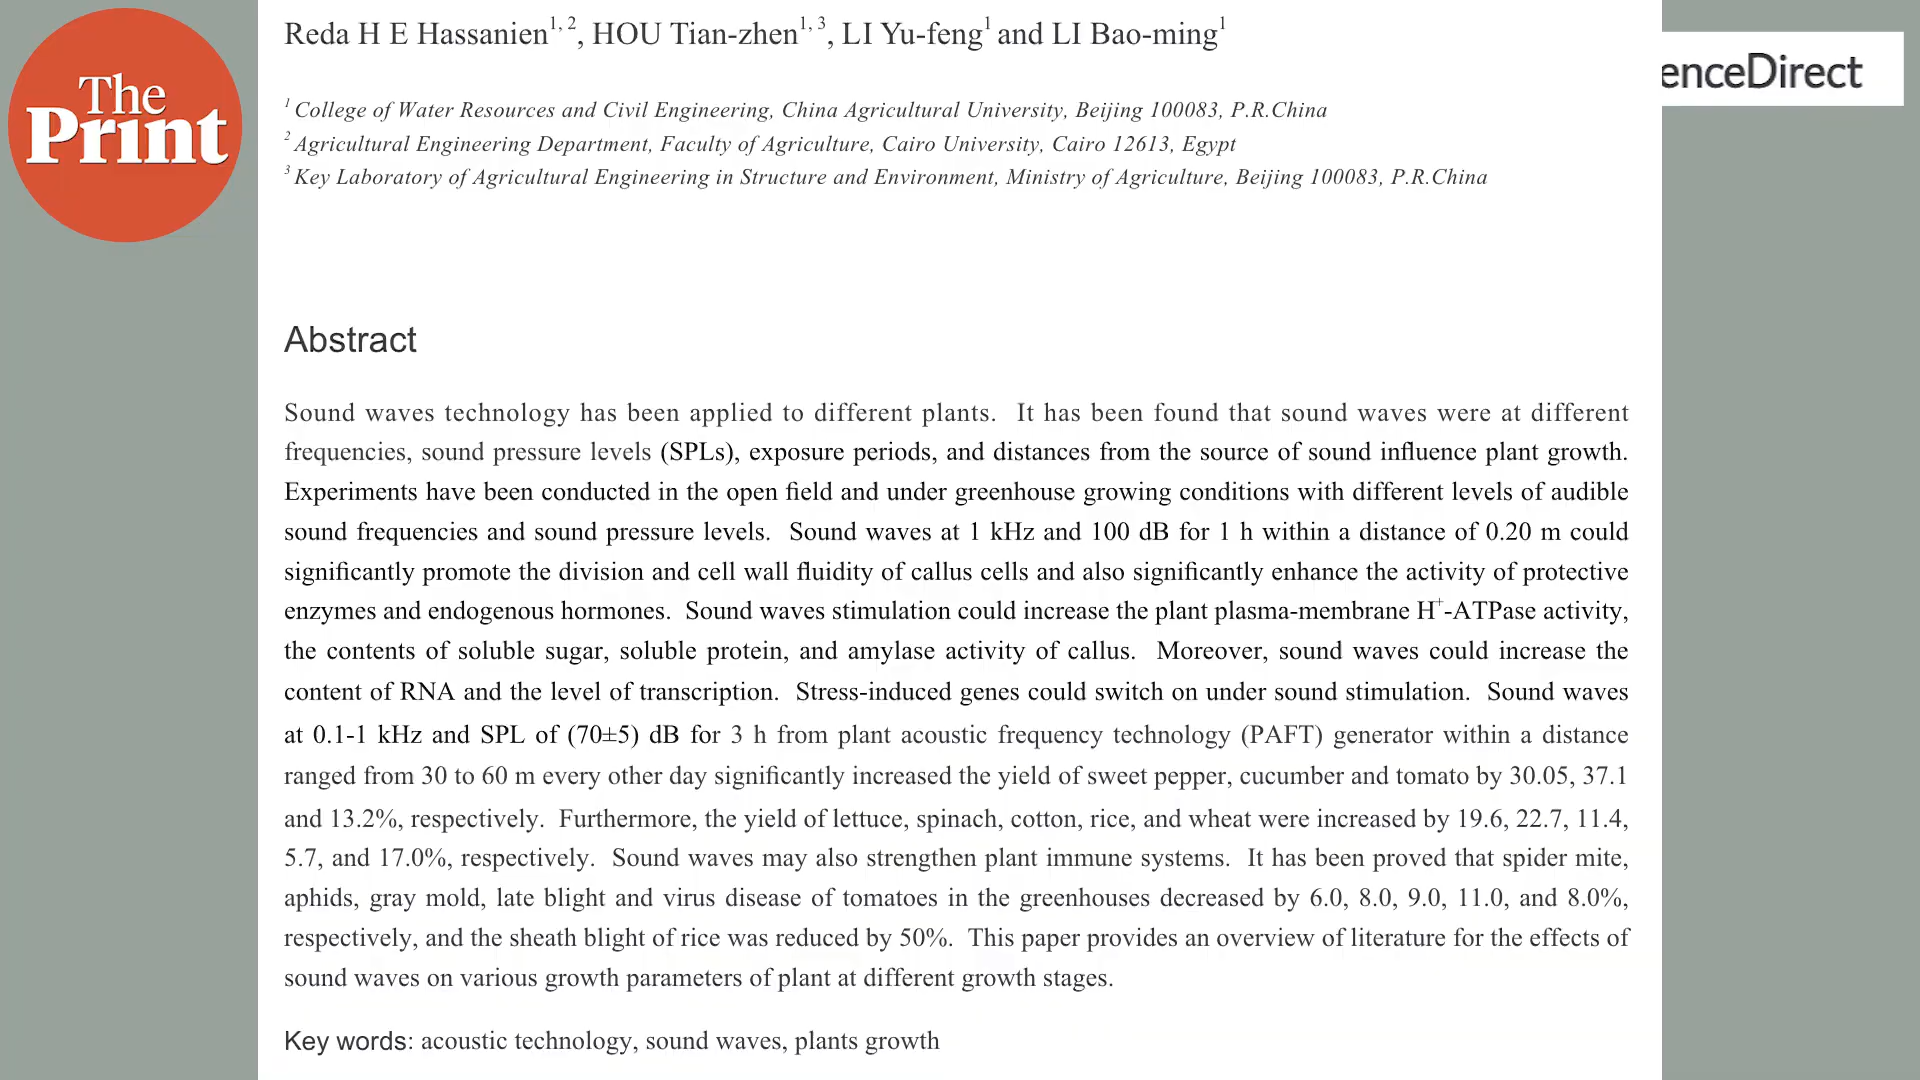 The
Print
enceDirect
Reda H E Hassanien1, 2, HOU Tian-zhen1, 3, LI Yu-feng1 and LI Bao-ming1
1 College of Water Resources and Civil Engineering, China Agricultural University, Beijing 100083, P.R.China
2 Agricultural Engineering Department, Faculty of Agriculture, Cairo University, Cairo 12613, Egypt
3 Key Laboratory of Agricultural Engineering in Structure and Environment, Ministry of Agriculture, Beijing 100083, P.R.China
Abstract
Sound waves technology has been applied to different plants. It has been found that sound waves were at different
frequencies, sound pressure levels (SPLs), exposure periods, and distances from the source of sound influence plant growth.
Experiments have been conducted in the open field and under greenhouse growing conditions with different levels of audible
sound frequencies and sound pressure levels. Sound waves at 1 kHz and 100 dB for 1 h within a distance of 0.20 m could
significantly promote the division and cell wall fluidity of callus cells and also significantly enhance the activity of protective
enzymes and endogenous hormones. Sound waves stimulation could increase the plant plasma-membrane H+-ATPase activity,
the contents of soluble sugar, soluble protein, and amylase activity of callus. Moreover, sound waves could increase the
content of RNA and the level of transcription. Stress-induced genes could switch on under sound stimulation. Sound waves
at 0.1-1 kHz and SPL of (70±5) dB for 3 h from plant acoustic frequency technology (PAFT) generator within a distance
ranged from 30 to 60 m every other day significantly increased the yield of sweet pepper, cucumber and tomato by 30.05, 37.1
and 13.2%, respectively. Furthermore, the yield of lettuce, spinach, cotton, rice, and wheat were increased by 19.6, 22.7, 11.4,
5.7, and 17.0%, respectively. Sound waves may also strengthen plant immune systems. It has been proved that spider mite,
aphids, gray mold, late blight and virus disease of tomatoes in the greenhouses decreased by 6.0, 8.0, 9.0, 11.0, and 8.0%,
respectively, and the sheath blight of rice was reduced by 50%. This paper provides an overview of literature for the effects of
sound waves on various growth parameters of plant at different growth stages.
Key words: acoustic technology, sound waves, plants growth